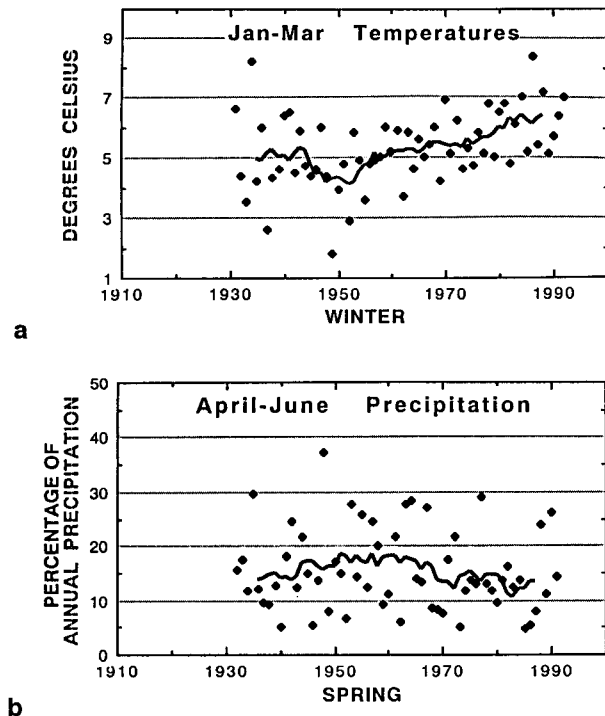 Jan-Mar Temperatures
DEGREES CELSIUS
9
7
5
3
1
1910 1930 1950 1970 1990
WINTER
a
April-June Precipitation
PERCENTAGE OF
ANNUAL PRECIPITATION
50
40
30
20
10
0
1910 1930 1950 1970 1990
SPRING
b